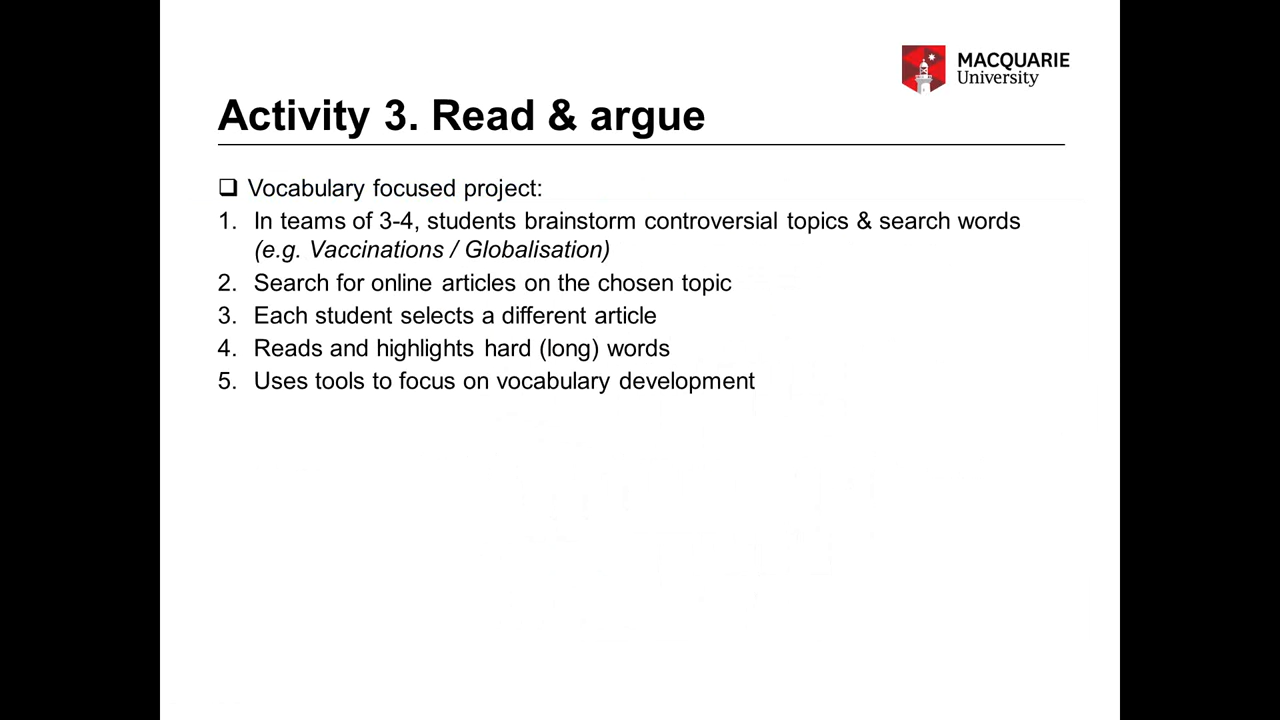 MACQUARIE
University
Activity 3. Read & argue
❑ Vocabulary focused project:
1. In teams of 3-4, students brainstorm controversial topics & search words
(e.g. Vaccinations / Globalisation)
2. Search for online articles on the chosen topic
3. Each student selects a different article
4. Reads and highlights hard (long) words
5. Uses tools to focus on vocabulary development